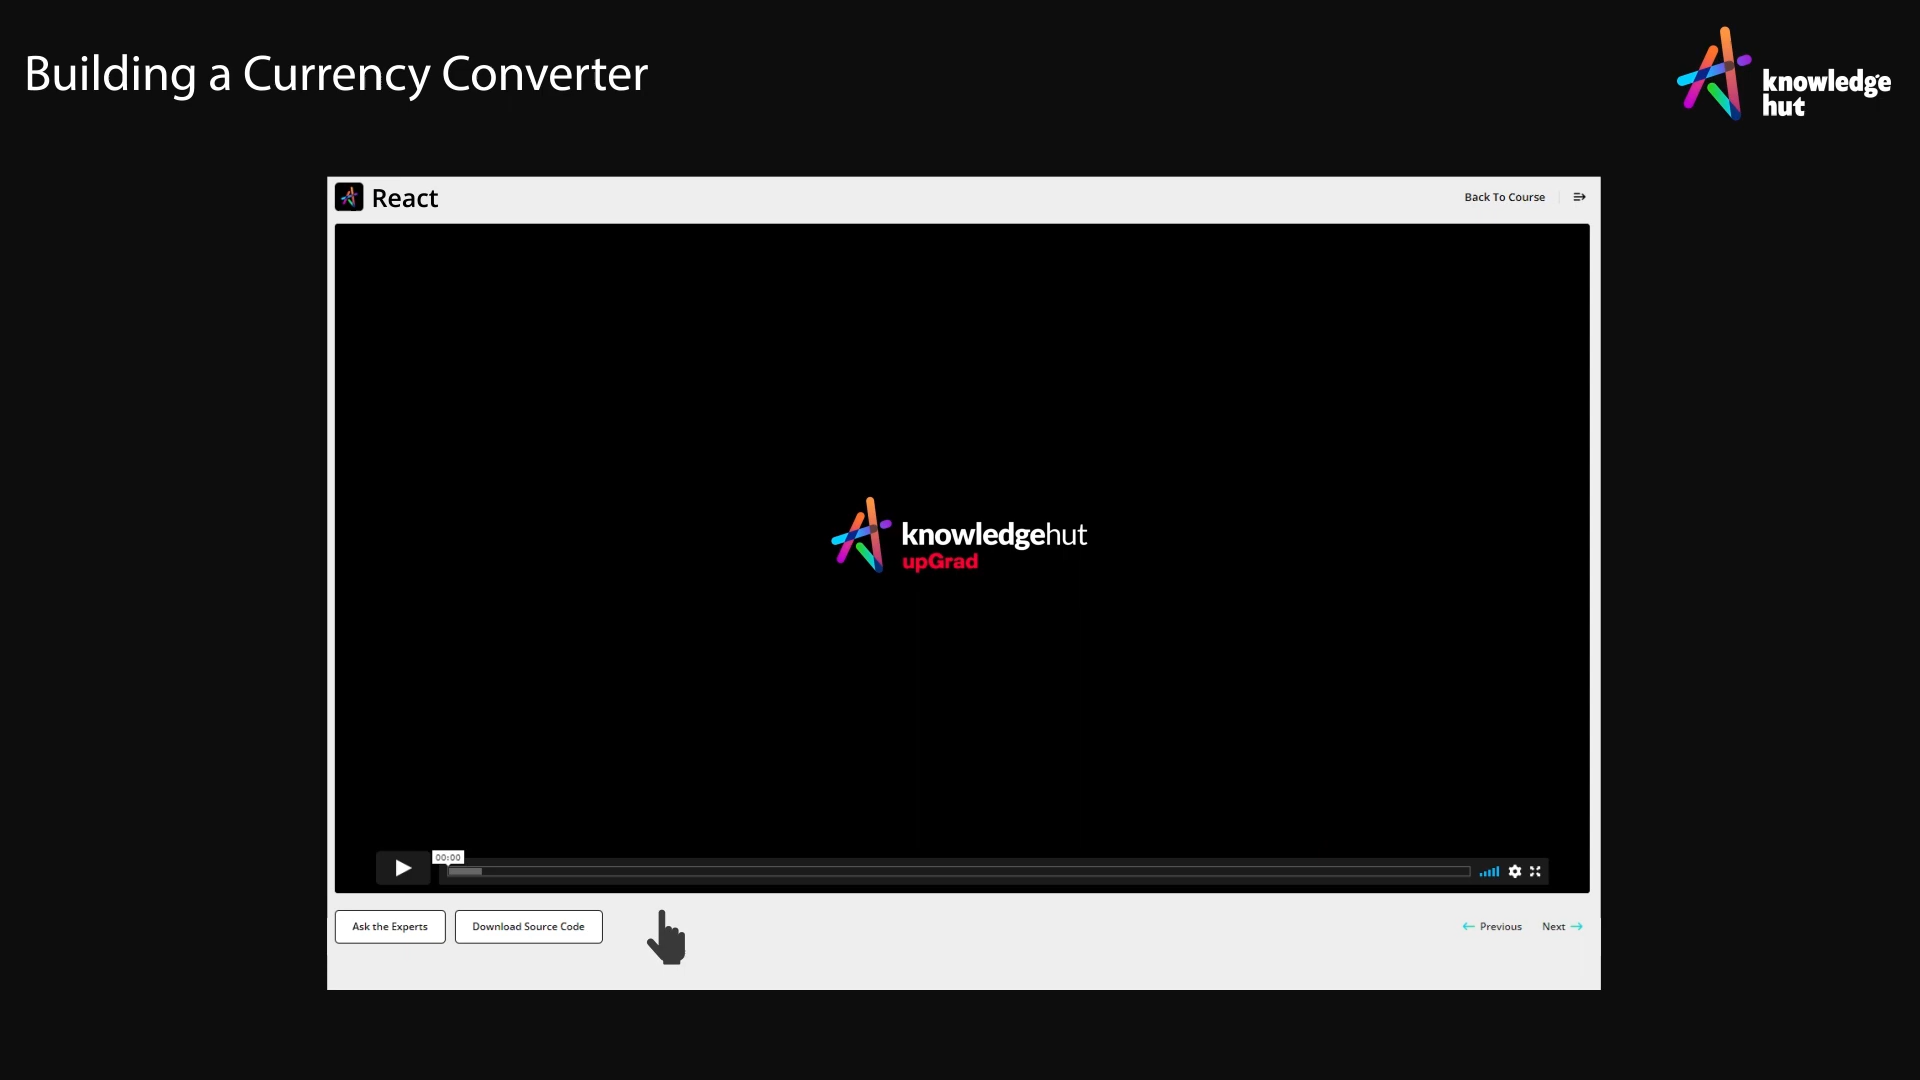 Building a Currency Converter
knowledge
hut
React
Back To Course
knowledgehut
upGrad
00:00
Ask the Experts
Download Source Code
Previous
Next